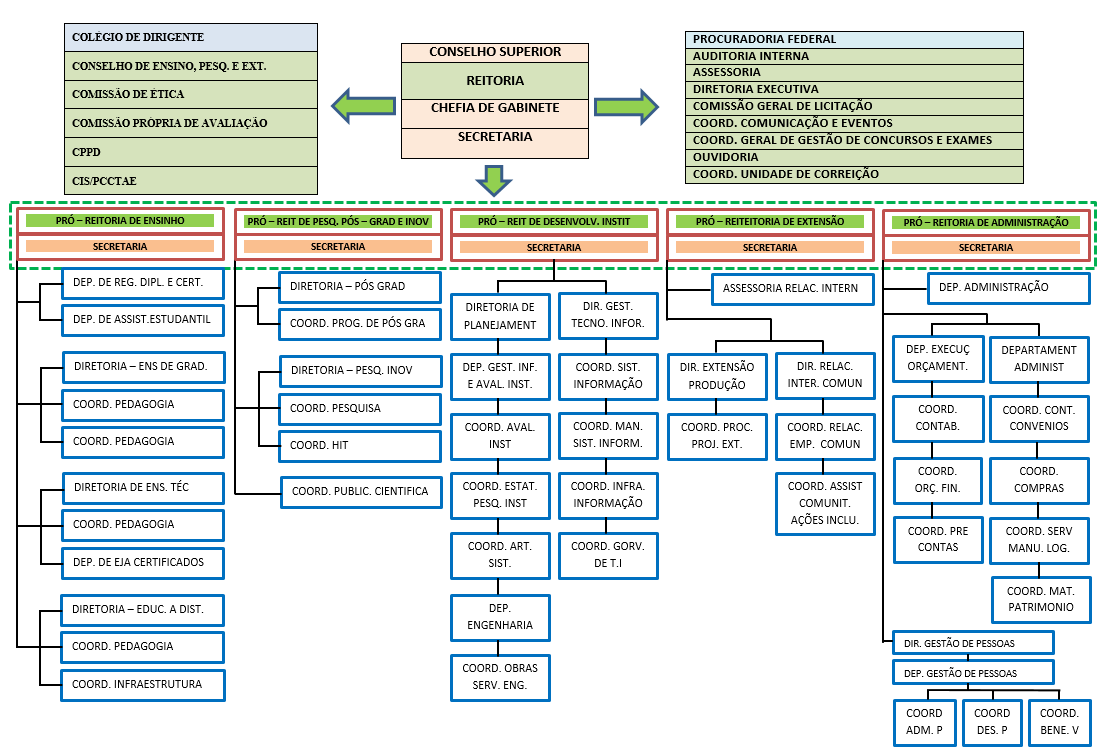 COLÉGIO DE DIRIGENTE
CONSELHO DE ENSINO, PESQ. E EXT.
COMISSÃO DE ÉTICA
COMISSÃO PRÓPRIA DE AVALIAÇÃO
CPPD
CIS/PCCTAE
CONSELHO SUPERIOR
REITORIA
CHEFIA DE GABINETE
SECRETARIA
PROCURADORIA FEDERAL
AUDITORIA INTERNA
ASSESSORIA
DIRETORIA EXECUTIVA
COMISSÃO GERAL DE LICITAÇÃO
COORD. COMUNICAÇÃO E EVENTOS
COORD. GERAL DE GESTÃO DE CONCURSOS E EXAMES
OUVIDORIA
COORD. UNIDADE DE CORREIÇÃO
PRÓ – REITORIA DE ENSINHO
SECRETARIA
DEP. DE REG. DIPL. E CERT.
DEP. DE ASSIST.ESTUDANTIL
DIRETORIA – ENS DE GRAD.
COORD. PEDAGOGIA
COORD. PEDAGOGIA
DIRETORIA DE ENS. TÉC
COORD. PEDAGOGIA
DEP. DE EJA CERTIFICADOS
DIRETORIA – EDUC. A DIST.
COORD. PEDAGOGIA
COORD. INFRAESTRUTURA
PRÓ – REIT DE PESQ. PÓS – GRAD E INOV
SECRETARIA
DIRETORIA – PÓS GRAD
COORD. PROG. DE PÓS GRA
DIRETORIA – PESQ. INOV
COORD. PESQUISA
COORD. HIT
COORD. PUBLIC. CIENTIFICA
PRÓ – REIT DE DESENVOLV. INSTIT
SECRETARIA
DIRETORIA DE
PLANEJAMENT
DEP. GEST. INF.
E AVAL. INST.
COORD. AVAL.
INST
COORD. ESTAT.
PESQ. INST
COORD. ART.
SIST.
DEP.
ENGENHARIA
COORD. OBRAS
SERV. ENG.
DIR. GEST.
TECNO. INFOR.
COORD. SIST.
INFORMAÇÃO
COORD. MAN.
SIST. INFORM.
COORD. INFRA.
INFORMAÇÃO
COORD. GORV.
DE T.I
PRÓ – REITEITORIA DE EXTENSÃO
SECRETARIA
ASSESSORIA RELAC. INTERN
DIR. EXTENSÃO
PRODUÇÃO
COORD. PROC.
PROJ. EXT.
DIR. RELAC.
INTER. COMUN
COORD. RELAC.
EMP. COMUN
COORD. ASSIST
COMUNIT.
AÇÕES INCLU.
PRÓ – REITORIA DE ADMINISTRAÇÃO
SECRETARIA
DEP. ADMINISTRAÇÃO
DEP. EXECUÇ
ORÇAMENT.
COORD.
CONTAB.
COORD.
ORÇ. FIN.
COORD. PRE
CONTAS
DEPARTAMENT
ADMINIST
COORD. CONT.
CONVENIOS
COORD.
COMPRAS
COORD. SERV
MANU. LOG.
COORD. MAT.
PATRIMONIO
DIR. GESTÃO DE PESSOAS
DEP. GESTÃO DE PESSOAS
COORD
ADM. P
COORD
DES. P
COORD.
BENE. V